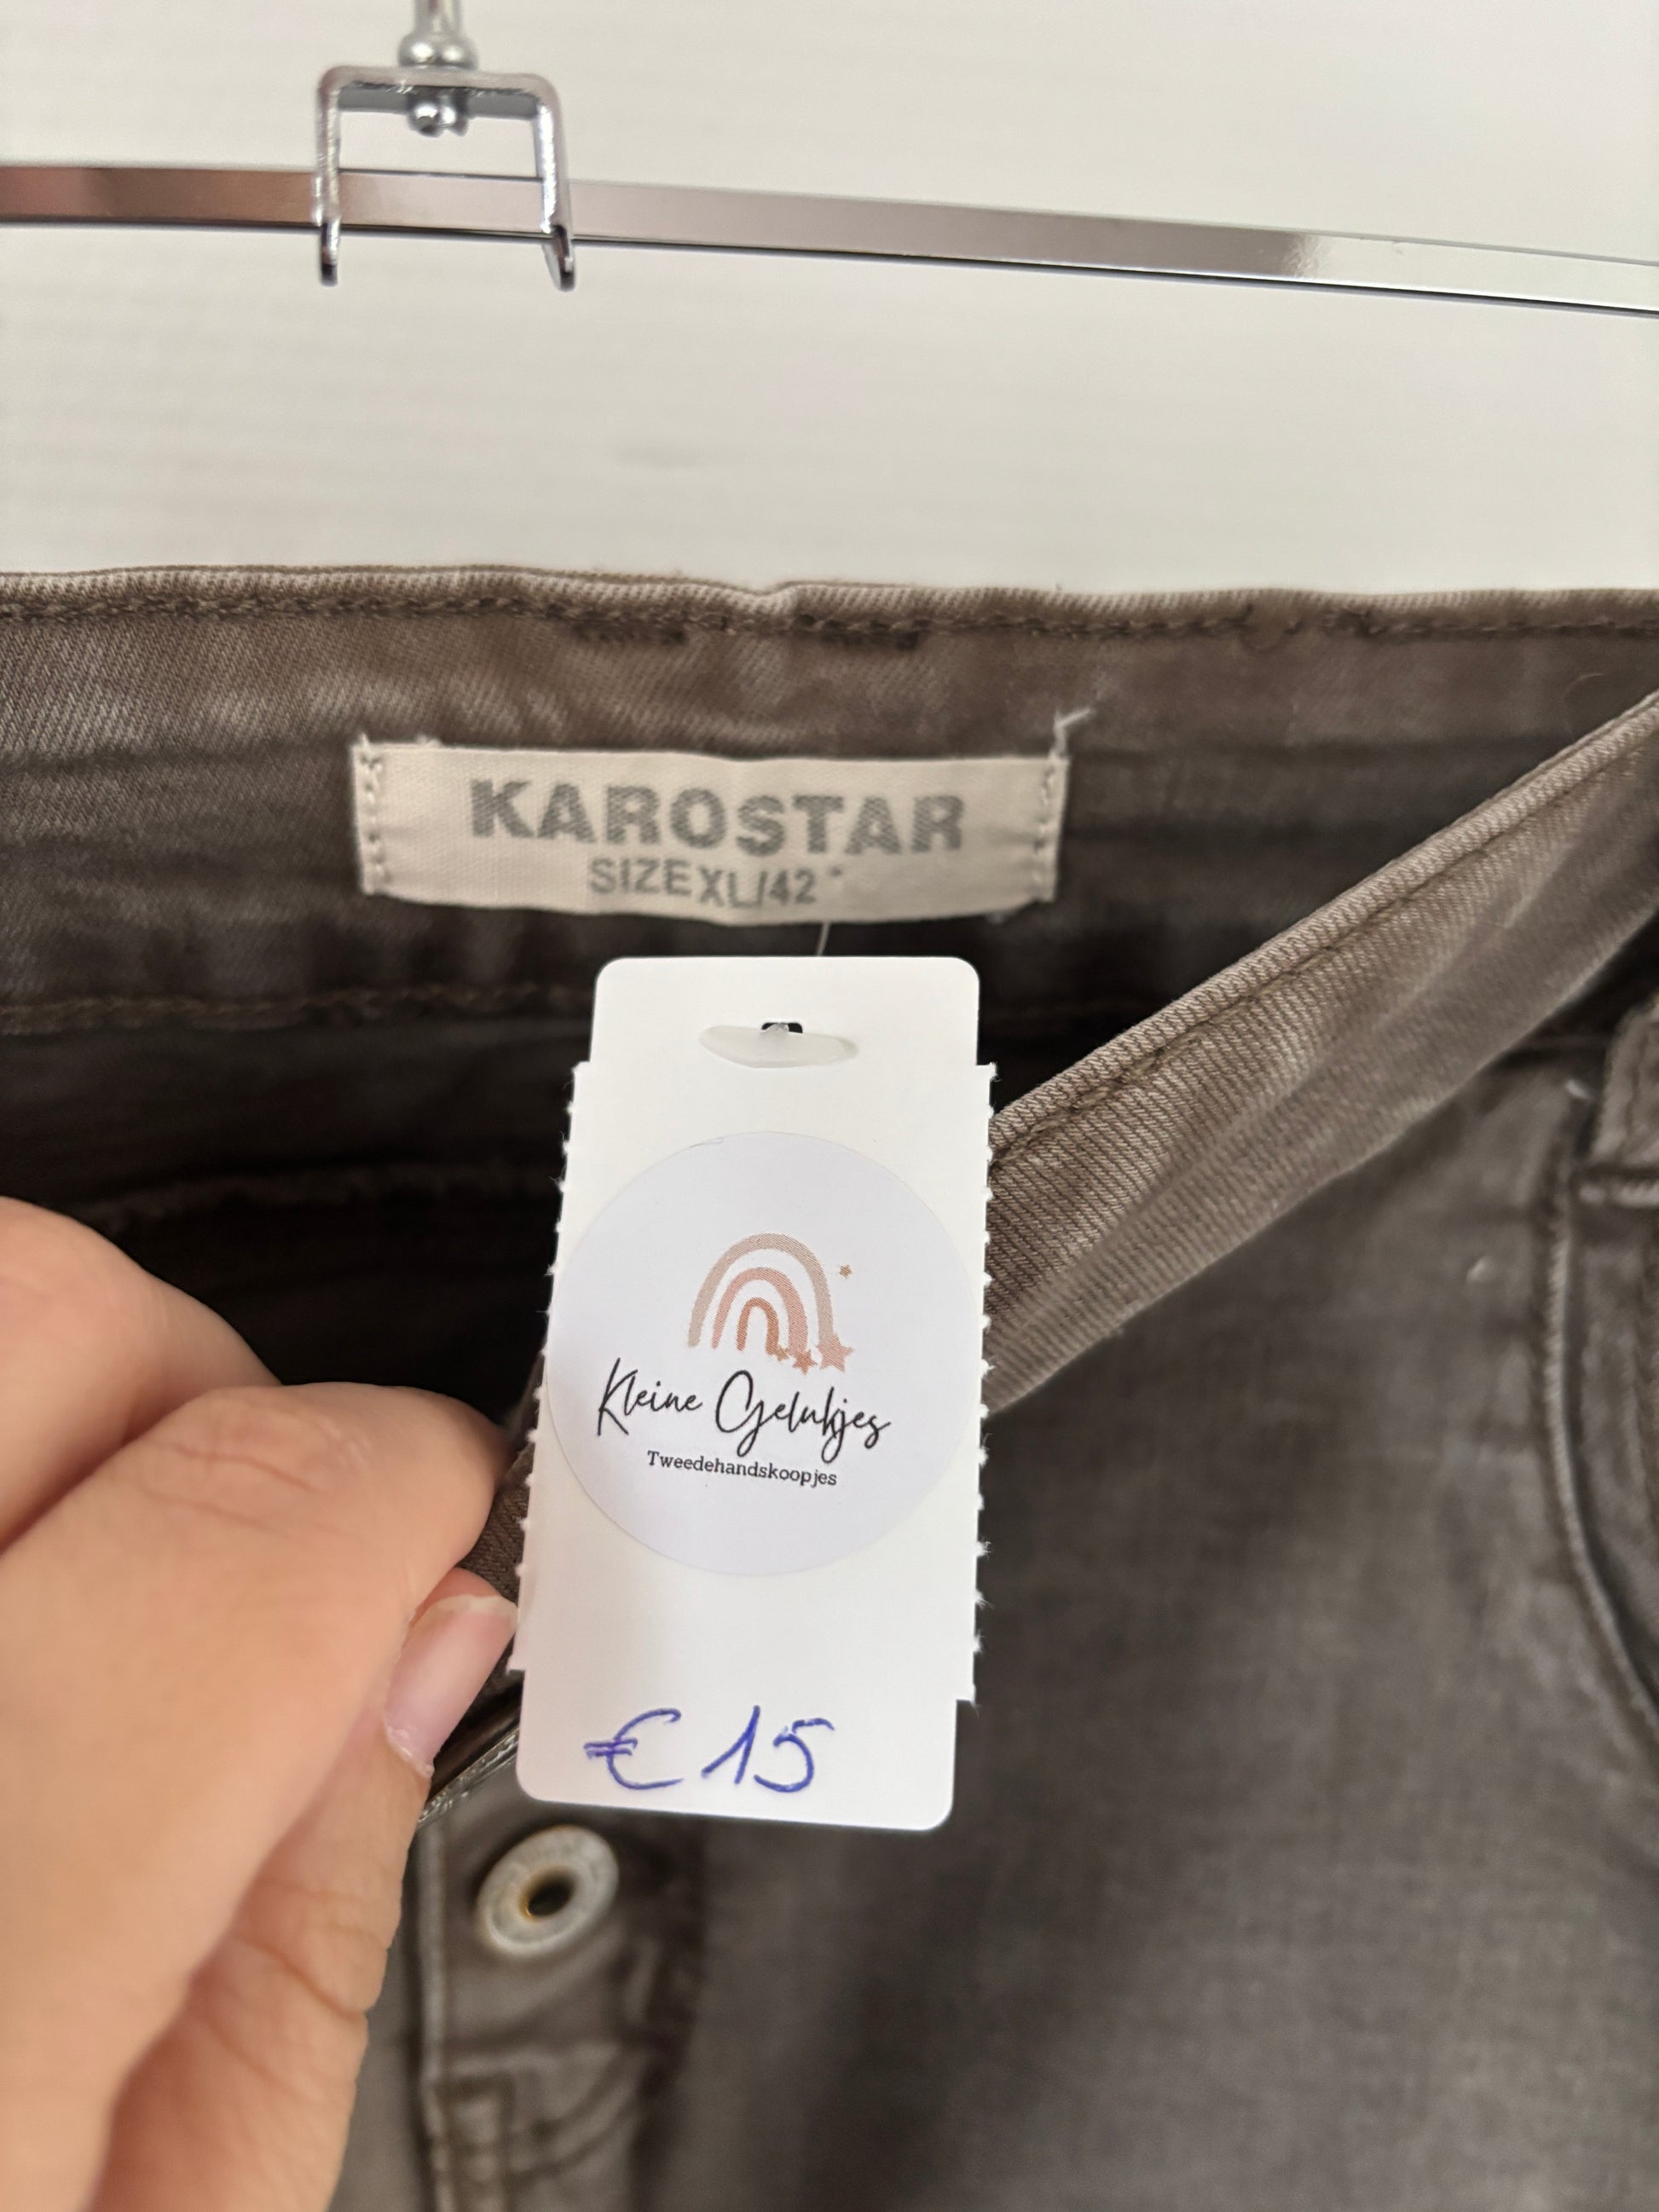 KAROSTAR
SIZE XL/42
Kleine Gelukjes
Tweedehandskoopjes
€ 15